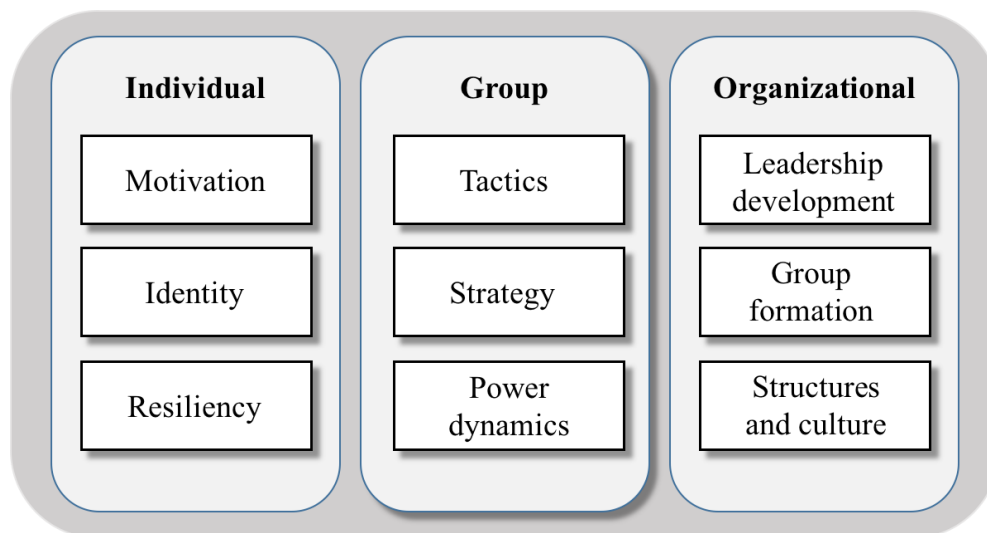 Individual
Motivation
Identity
Resiliency
Group
Tactics
Strategy
Power
dynamics
Organizational
Leadership
development
Group
formation
Structures
and culture